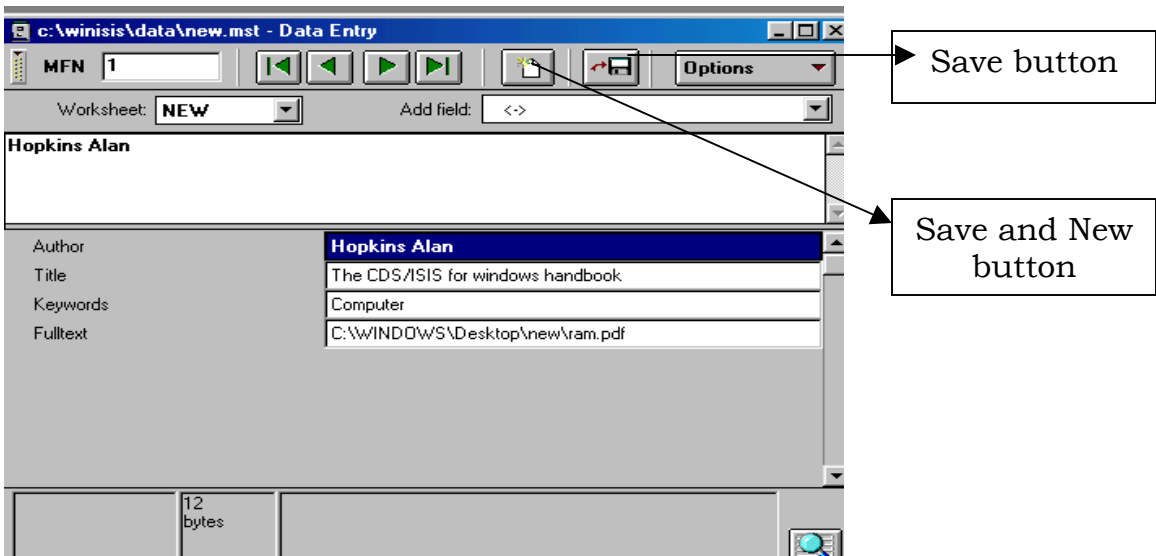 c:\winisis\data\new.mst - Data Entry
MFN 1 Options
Save button
Worksheet: NEW Add field: <->
Hopkins Alan
Save and New
button
Author Hopkins Alan
Title The CDS/ISIS for windows handbook
Keywords Computer
Fulltext C:\WINDOWS\Desktop\new\ram.pdf
12
bytes